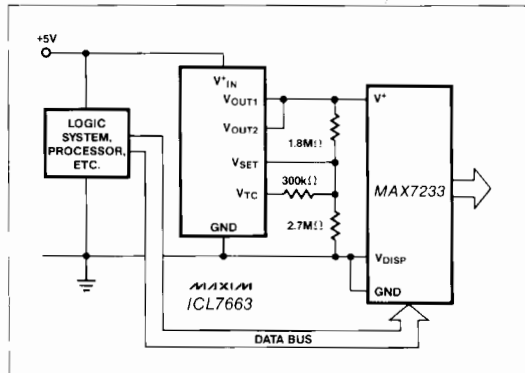 +5V
V⁺IN
VOUT1
VOUT2
VSET
VTC
GND
LOGIC
SYSTEM,
PROCESSOR,
ETC.
1.8MΩ
300kΩ
2.7MΩ
V⁺
MAX7233
VDISP
GND
MAXIM
ICL7663
DATA BUS